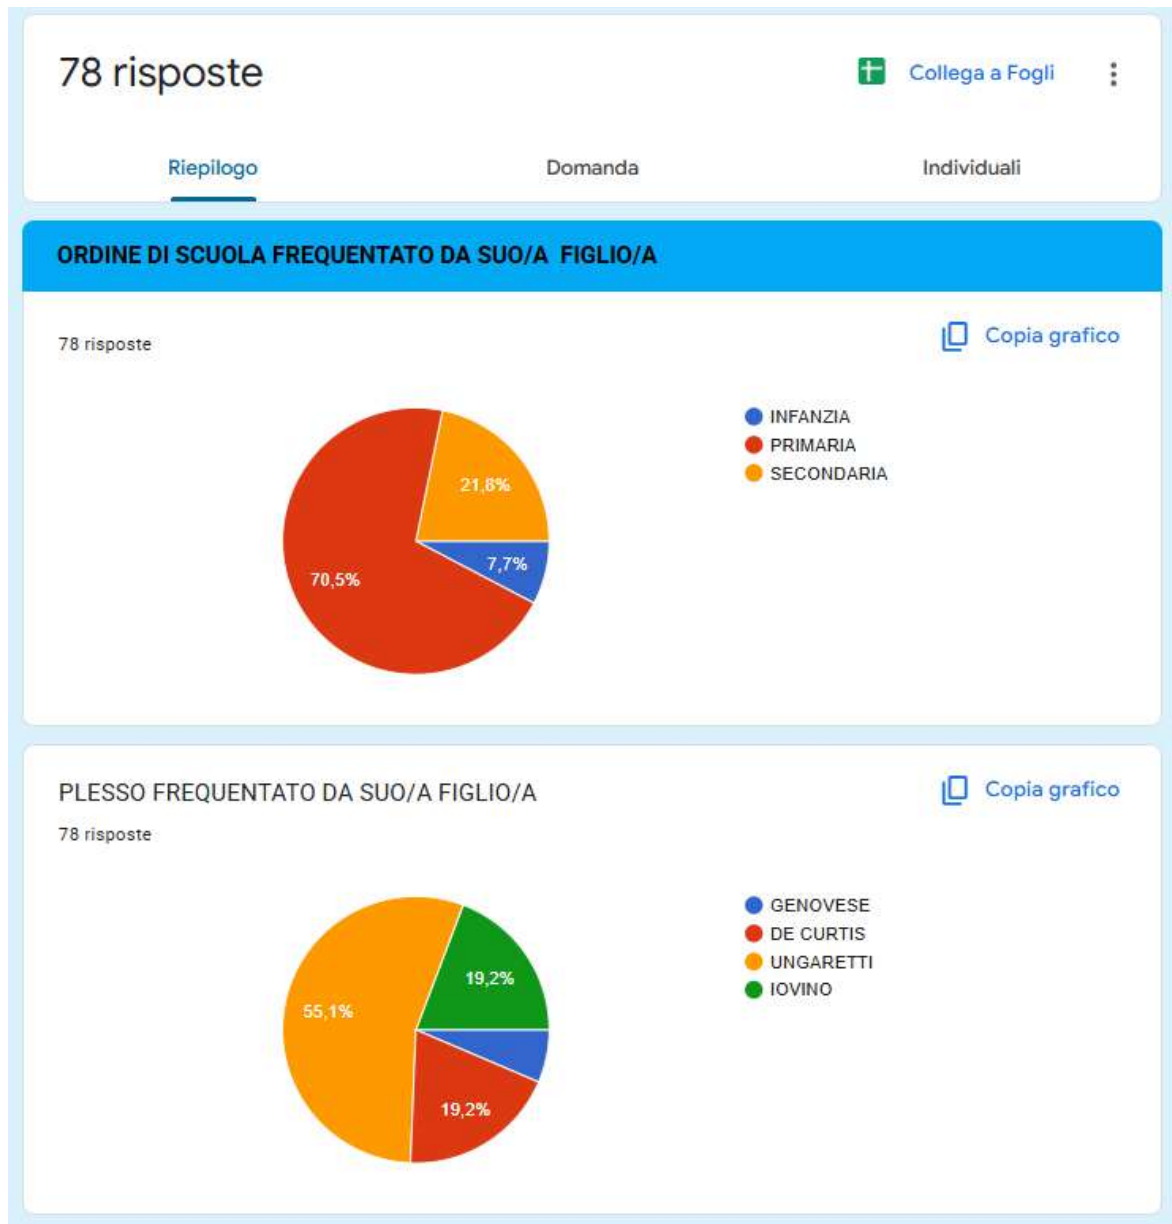 78 risposte
Collega a Fogli
Riepilogo
Domanda
Individuali
ORDINE DI SCUOLA FREQUENTATO DA SUO/A FIGLIO/A
78 risposte
Copia grafico
INFANZIA
PRIMARIA
SECONDARIA
21,8%
7,7%
70,5%
PLESSO FREQUENTATO DA SUO/A FIGLIO/A
Copia grafico
78 risposte
GENOVESE
DE CURTIS
UNGARETTI
IOVINO
19,2%
55,1%
19,2%